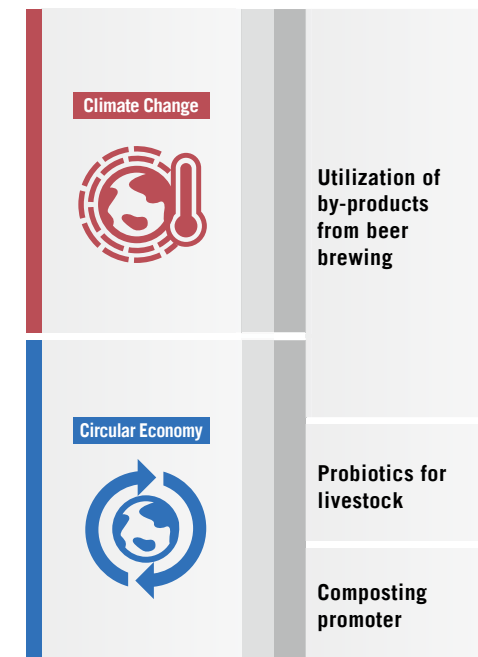 Climate Change
Utilization of
by-products
from beer
brewing
Circular Economy
Probiotics for
livestock
Composting
promoter